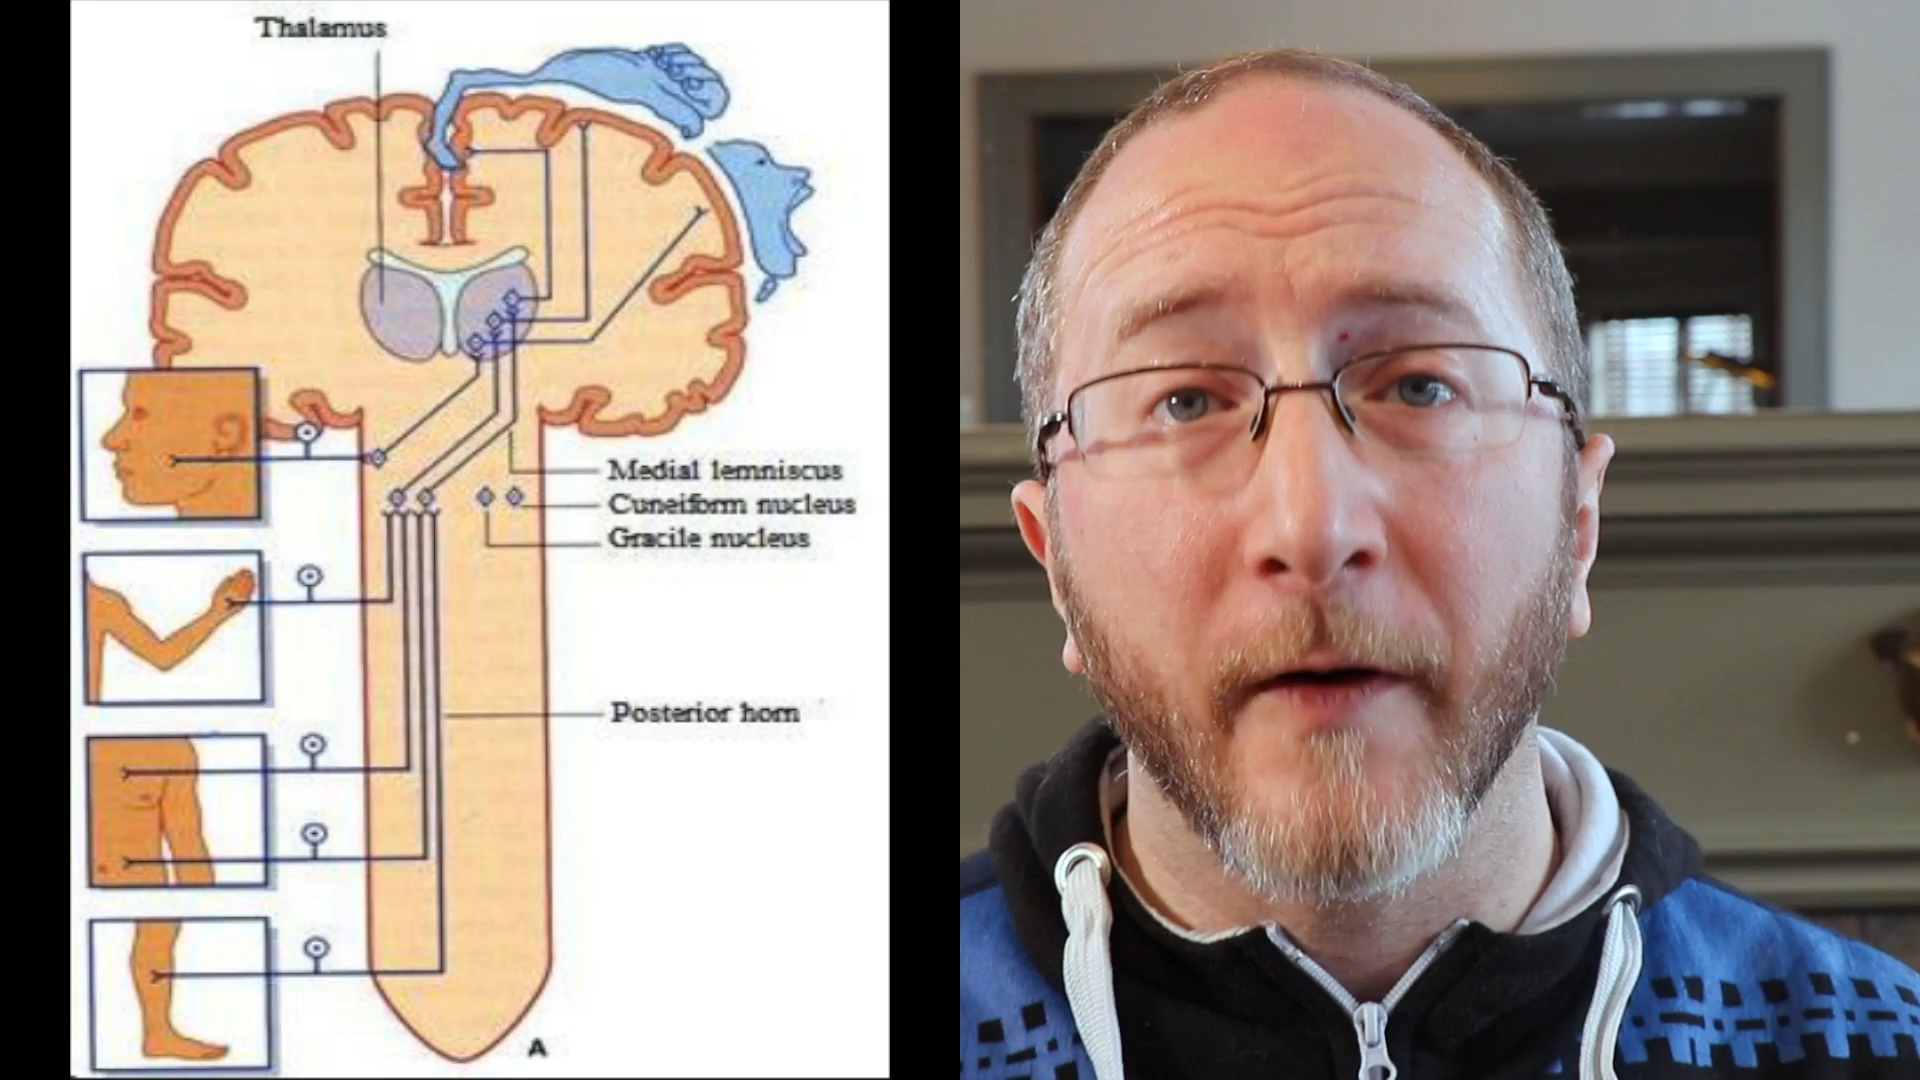 Thalamus
Medial lemniscus
Cuneiform nucleus
Gracile nucleus
Posterior horn
A